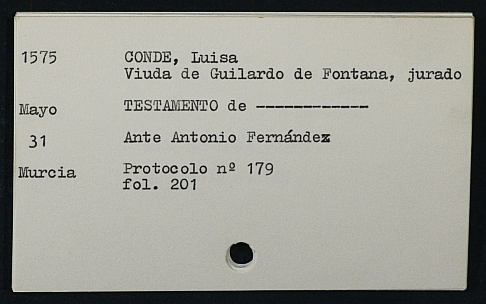 1575 CONDE, Luisa
Viuda de Guilardo de Fontana, jurado
Mayo TESTAMENTO de ------------
31 Ante Antonio Fernández
Murcia Protocolo nº 179
fol. 201